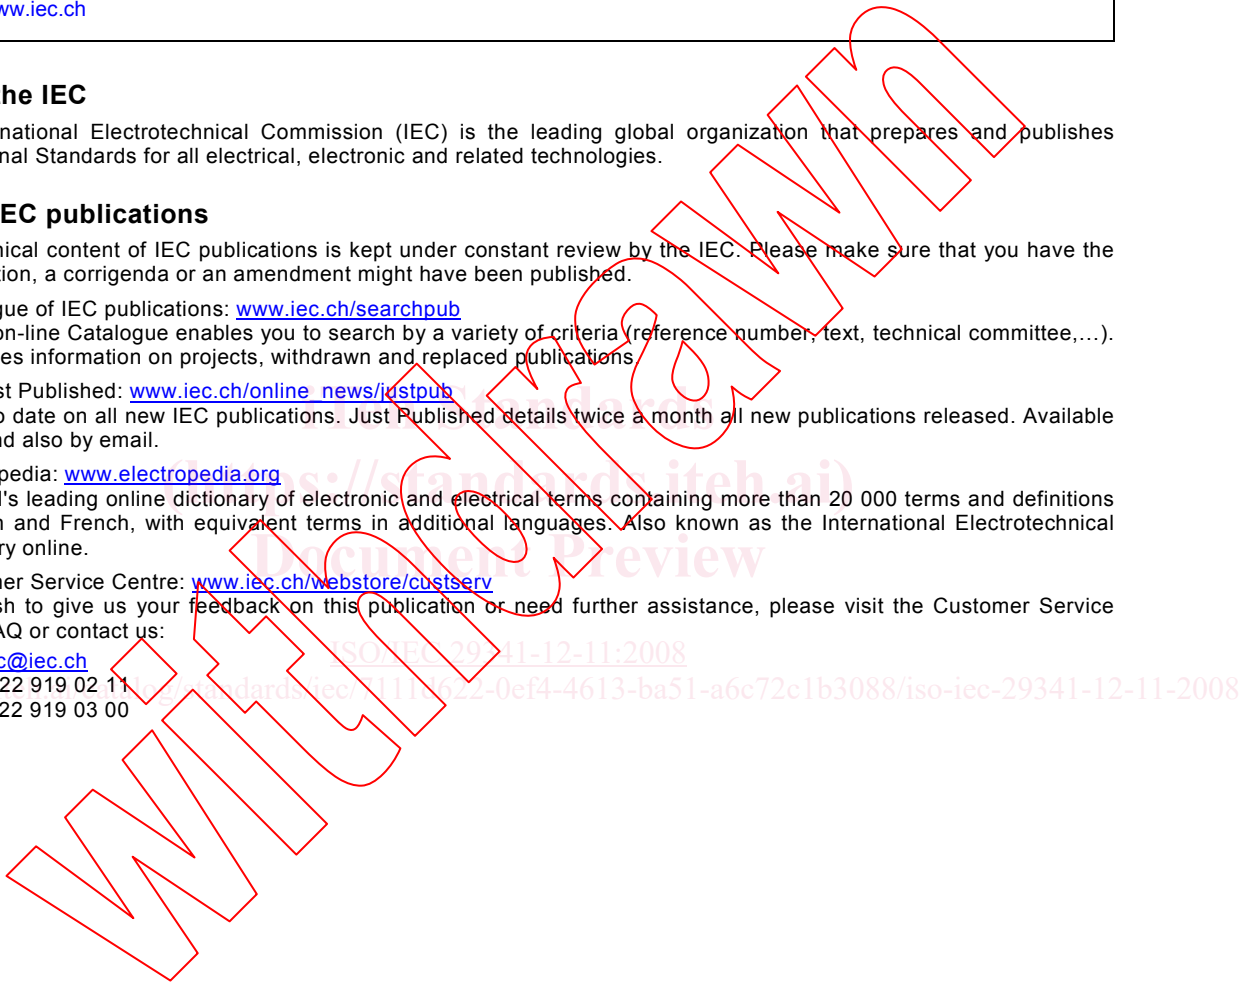 ww.iec.ch
he IEC
national Electrotechnical Commission (IEC) is the leading global organization that prepares and publishes
nal Standards for all electrical, electronic and related technologies.
EC publications
nical content of IEC publications is kept under constant review by the IEC. Please make sure that you have the
tion, a corrigenda or an amendment might have been published.
gue of IEC publications: www.iec.ch/searchpub
on-line Catalogue enables you to search by a variety of criteria (reference number, text, technical committee,…).
es information on projects, withdrawn and replaced publications.
st Published: www.iec.ch/online_news/justpub
o date on all new IEC publications. Just Published details twice a month all new publications released. Available
nd also by email.
pedia: www.electropedia.org
d's leading online dictionary of electronic and electrical terms containing more than 20 000 terms and definitions
h and French, with equivalent terms in additional languages. Also known as the International Electrotechnical
ry online.
mer Service Centre: www.iec.ch/webstore/custserv
sh to give us your feedback on this publication or need further assistance, please visit the Customer Service
AQ or contact us:
c@iec.ch
22 919 02 11
22 919 03 00
iTeh Standards
(https://standards.iteh.ai)
Document Preview
ISO/IEC 29341-12-11:2008
log/standards/iec/7111d622-0ef4-4613-ba51-a6c72c1b3088/iso-iec-29341-12-11-2008
withdrawn